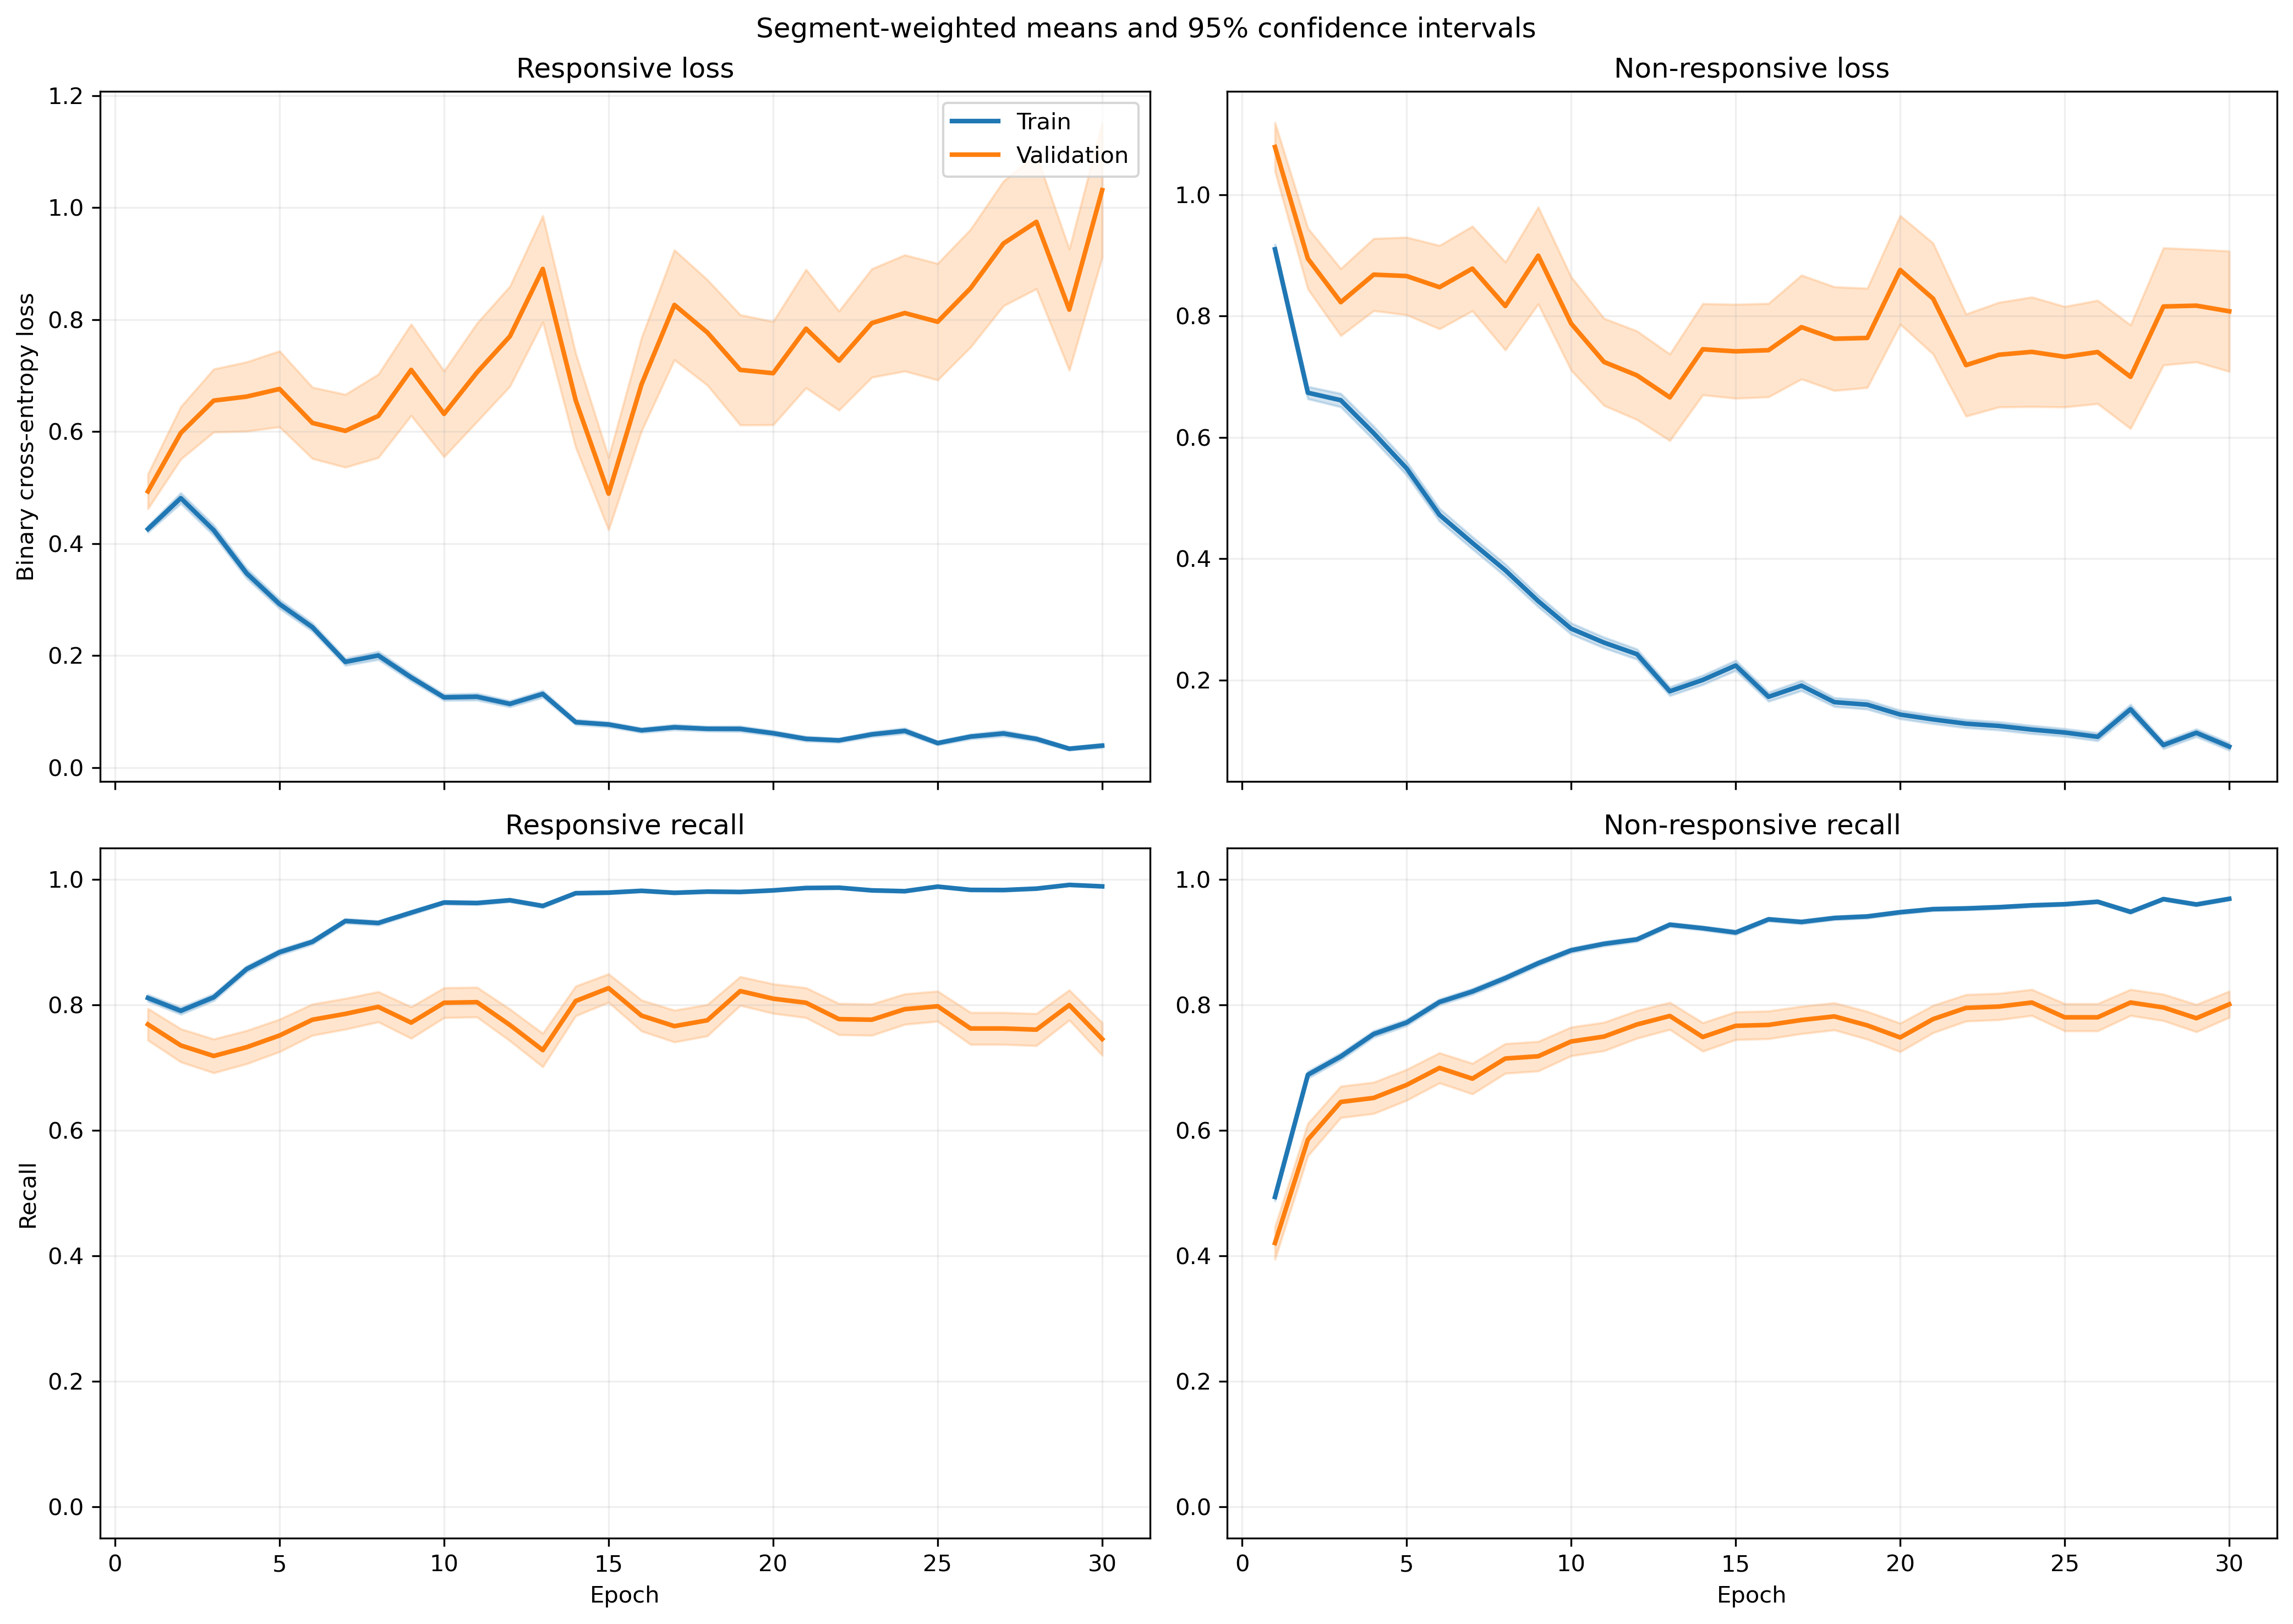 Segment-weighted means and 95% confidence intervals
Responsive loss
Non-responsive loss
Binary cross-entropy loss
1.2
1.0
0.8
0.6
0.4
0.2
0.0
Train
Validation
1.0
0.8
0.6
0.4
0.2
Responsive recall
Non-responsive recall
Recall
1.0
0.8
0.6
0.4
0.2
0.0
0 5 10 15 20 25 30
Epoch
1.0
0.8
0.6
0.4
0.2
0.0
0 5 10 15 20 25 30
Epoch